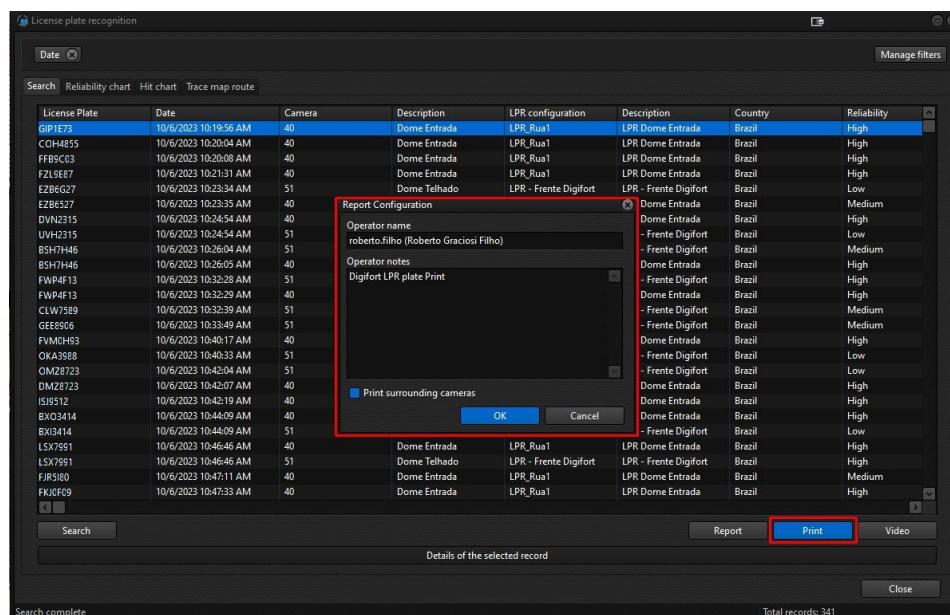 License plate recognition
Date
Manage filters
Search Reliability chart Hit chart Trace map route
License Plate Date Camera Description LPR configuration Description Country Reliability
GIP1E73 10/6/2023 10:19:56 AM 40 Dome Entrada LPR_Rua1 LPR Dome Entrada Brazil High
COH4855 10/6/2023 10:20:04 AM 40 Dome Entrada LPR_Rua1 LPR Dome Entrada Brazil High
FFB9C03 10/6/2023 10:20:08 AM 40 Dome Entrada LPR_Rua1 LPR Dome Entrada Brazil High
FZL9E87 10/6/2023 10:21:31 AM 40 Dome Entrada LPR_Rua1 LPR Dome Entrada Brazil High
EZB6G27 10/6/2023 10:23:34 AM 51 Dome Telhado LPR - Frente Digifort LPR - Frente Digifort Brazil Low
EZB6527 10/6/2023 10:23:35 AM 40 Dome Entrada Brazil Medium
DVN2315 10/6/2023 10:24:54 AM 40 Dome Entrada Brazil High
UVH2315 10/6/2023 10:24:54 AM 51 - Frente Digifort Brazil Low
BSH7H46 10/6/2023 10:26:04 AM 51 - Frente Digifort Brazil Medium
BSH7H46 10/6/2023 10:26:05 AM 40 Dome Entrada Brazil High
FWP4F13 10/6/2023 10:32:28 AM 51 - Frente Digifort Brazil High
FWP4F13 10/6/2023 10:32:29 AM 40 Dome Entrada Brazil High
CLW7589 10/6/2023 10:32:39 AM 51 - Frente Digifort Brazil Medium
GEE8906 10/6/2023 10:33:49 AM 51 - Frente Digifort Brazil Medium
FVM0H93 10/6/2023 10:40:17 AM 40 Dome Entrada Brazil High
OKA3988 10/6/2023 10:40:33 AM 51 - Frente Digifort Brazil Low
OMZ8723 10/6/2023 10:42:04 AM 51 - Frente Digifort Brazil Low
DMZ8723 10/6/2023 10:42:07 AM 40 Dome Entrada Brazil High
ISJ9512 10/6/2023 10:42:19 AM 40 Dome Entrada Brazil High
BXO3414 10/6/2023 10:44:09 AM 40 Dome Entrada Brazil High
BXI3414 10/6/2023 10:44:09 AM 51 - Frente Digifort Brazil Low
LSX7991 10/6/2023 10:46:46 AM 40 Dome Entrada LPR_Rua1 LPR Dome Entrada Brazil High
LSX7991 10/6/2023 10:46:46 AM 51 Dome Telhado LPR - Frente Digifort LPR - Frente Digifort Brazil High
FJR5I80 10/6/2023 10:47:11 AM 40 Dome Entrada LPR_Rua1 LPR Dome Entrada Brazil Medium
FKJ0F09 10/6/2023 10:47:33 AM 40 Dome Entrada LPR_Rua1 LPR Dome Entrada Brazil High
Report Configuration
Operator name
roberto.filho (Roberto Graciosi Filho)
Operator notes
Digifort LPR plate Print
Print surrounding cameras
OK Cancel
Search Report Print Video
Details of the selected record
Close
Search complete Total records: 341